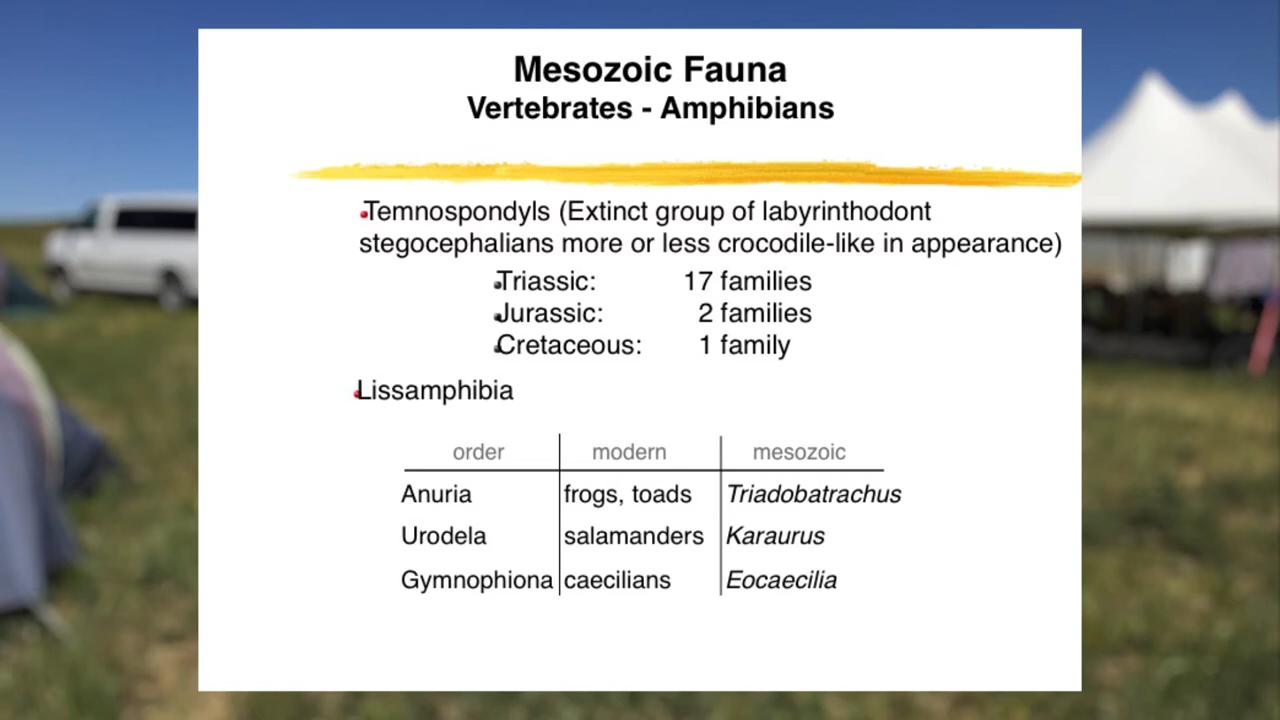 Mesozoic Fauna
Vertebrates - Amphibians
Temnospondyls (Extinct group of labyrinthodont
stegocephalians more or less crocodile-like in appearance)
Triassic: 17 families
Jurassic: 2 families
Cretaceous: 1 family
Lissamphibia
order modern mesozoic
Anuria frogs, toads Triadobatrachus
Urodela salamanders Karaurus
Gymnophiona caecilians Eocaecilia